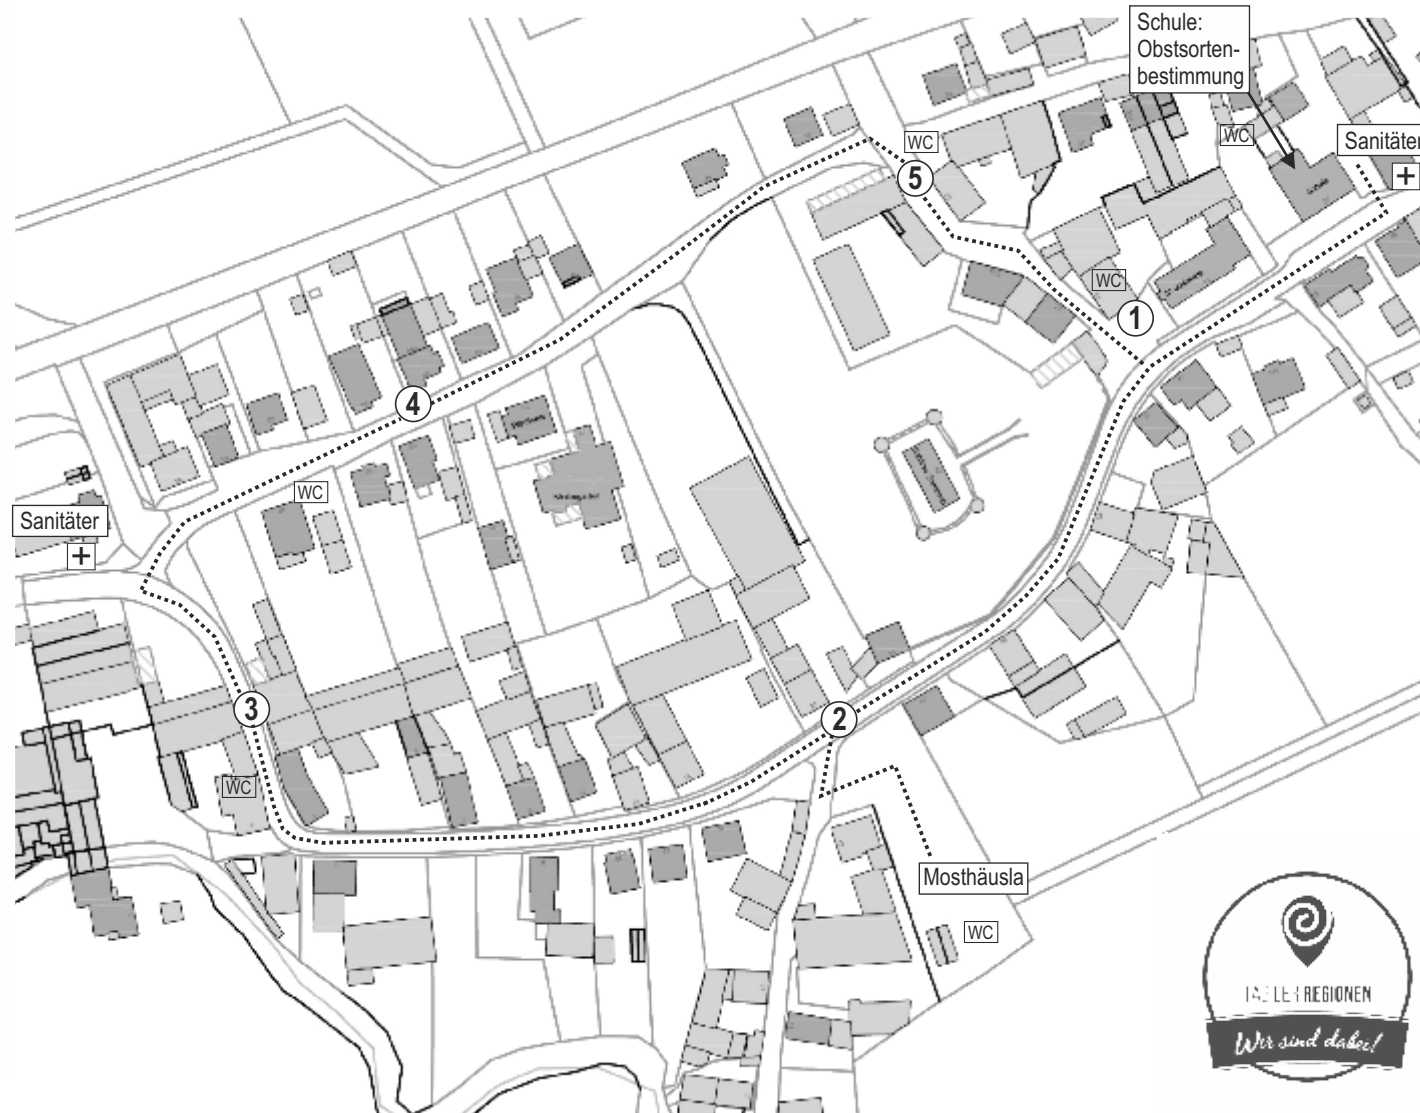 Schule:
Obstsorten-
bestimmung
WC
WC
Sanitäter
5
WC
1
4
WC
Sanitäter
3
2
WC
Mosthäusla
WC
REGIONEN
Wir sind dabei!